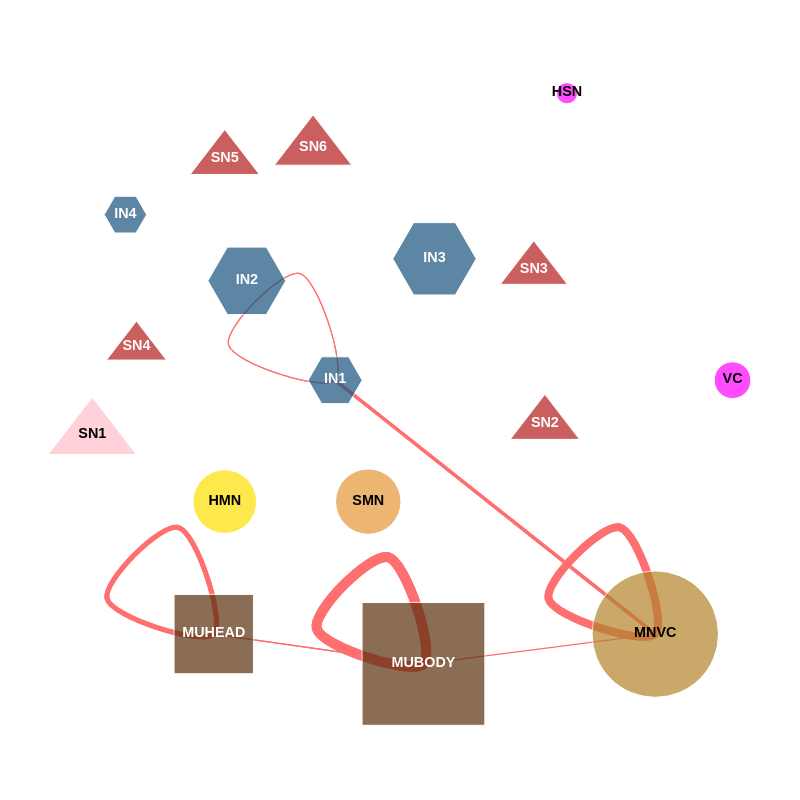 HSN
SN6
SN5
IN4
IN3
SN3
IN2
SN4
IN1
VC
SN2
SN1
HMN
SMN
MUHEAD
MNVC
MUBODY